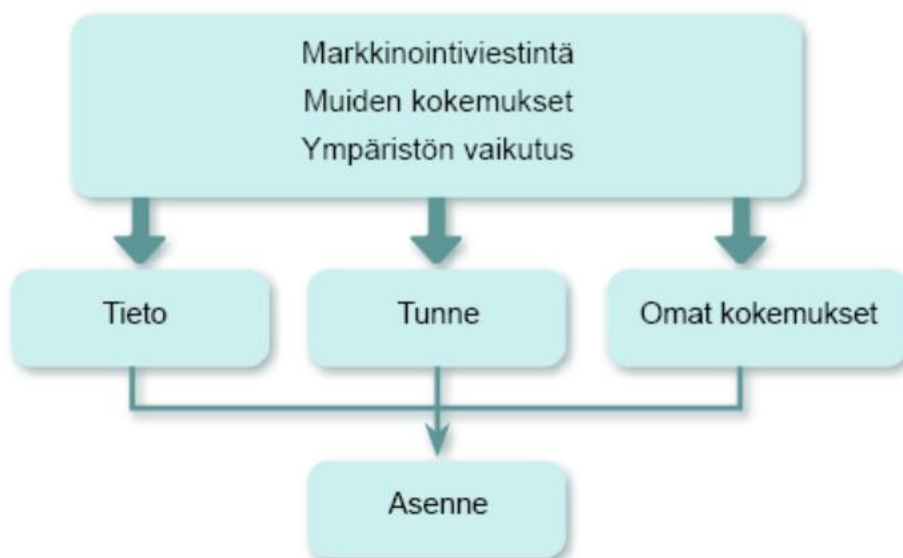 Markkinointiviestintä
Muiden kokemukset
Ympäristön vaikutus
Tieto
Tunne
Omat kokemukset
Asenne